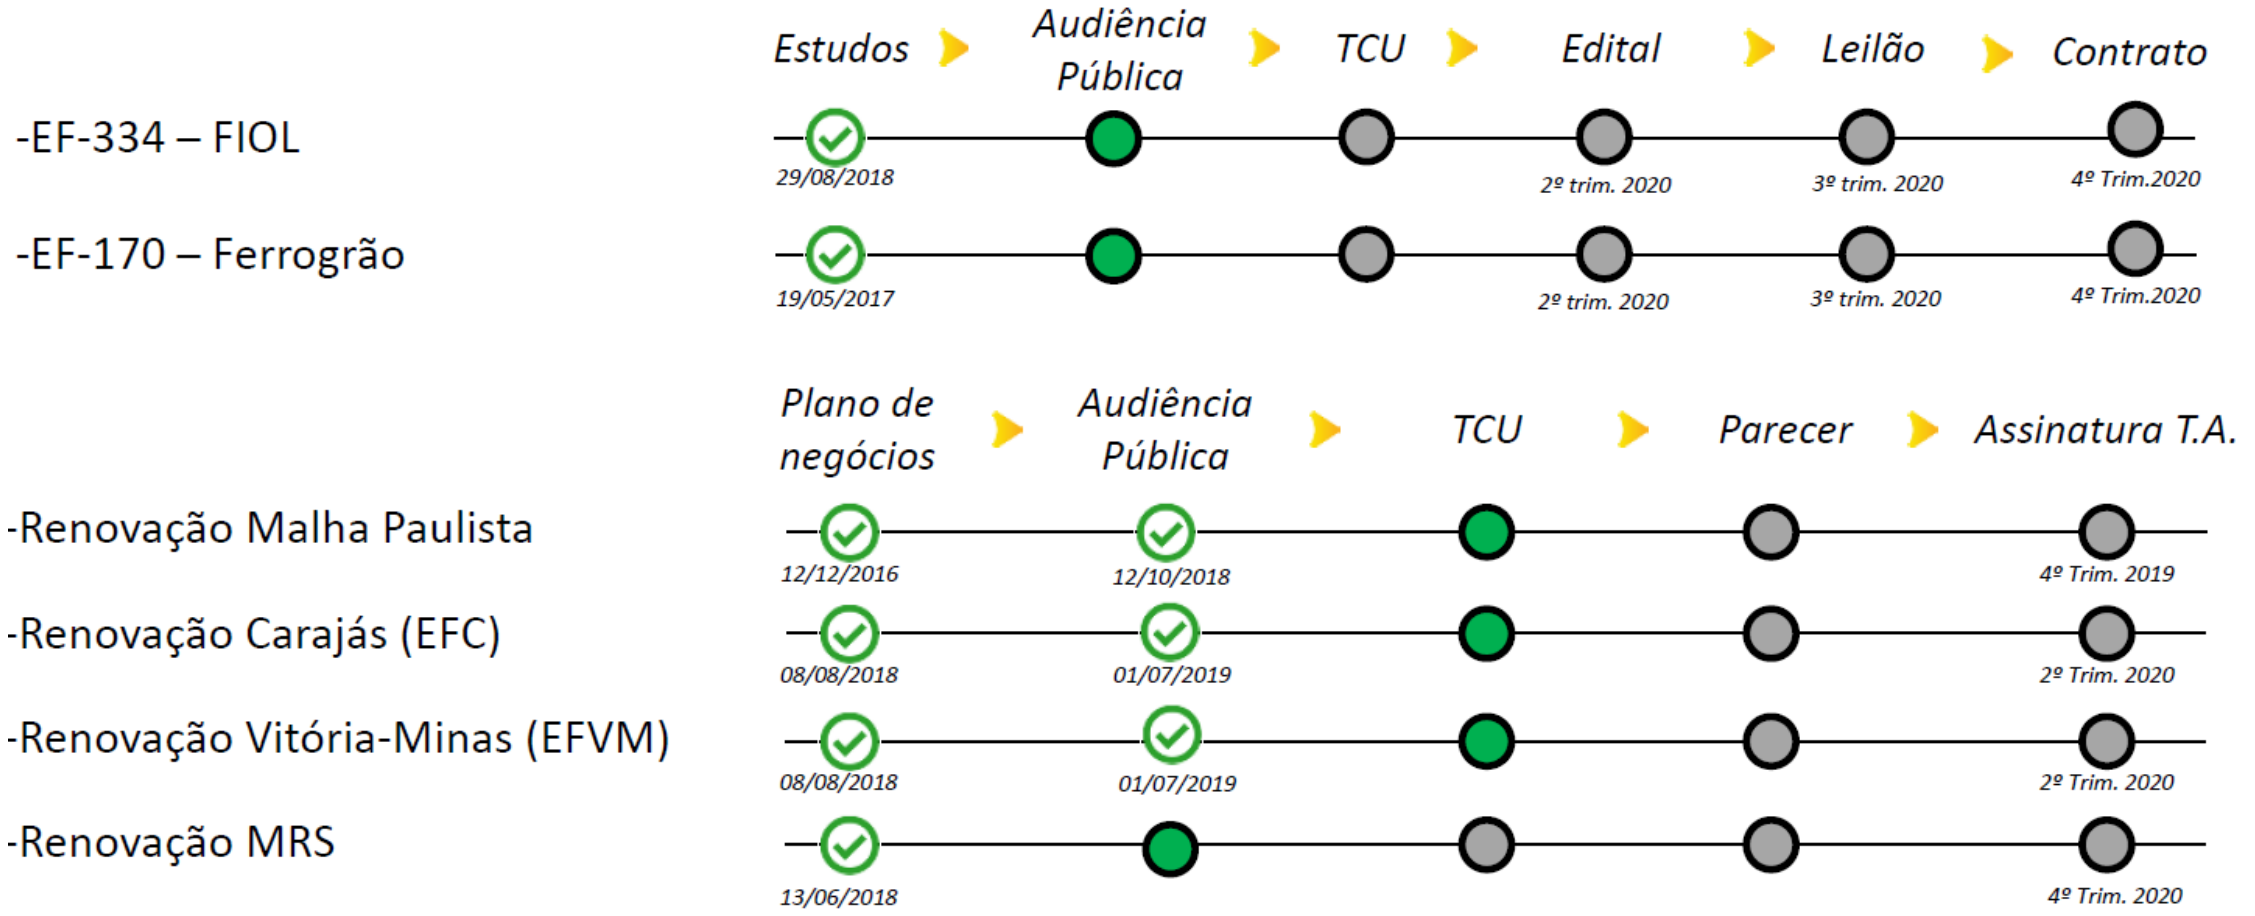 Estudos Audiência Pública TCU Edital Leilão Contrato
-EF-334 – FIOL
29/08/2018 2º trim. 2020 3º trim. 2020 4º Trim.2020
-EF-170 – Ferrogrão
19/05/2017 2º trim. 2020 3º trim. 2020 4º Trim.2020
Plano de negócios Audiência Pública TCU Parecer Assinatura T.A.
-Renovação Malha Paulista
12/12/2016 12/10/2018 4º Trim. 2019
-Renovação Carajás (EFC)
08/08/2018 01/07/2019 2º Trim. 2020
-Renovação Vitória-Minas (EFVM)
08/08/2018 01/07/2019 2º Trim. 2020
-Renovação MRS
13/06/2018 4º Trim. 2020